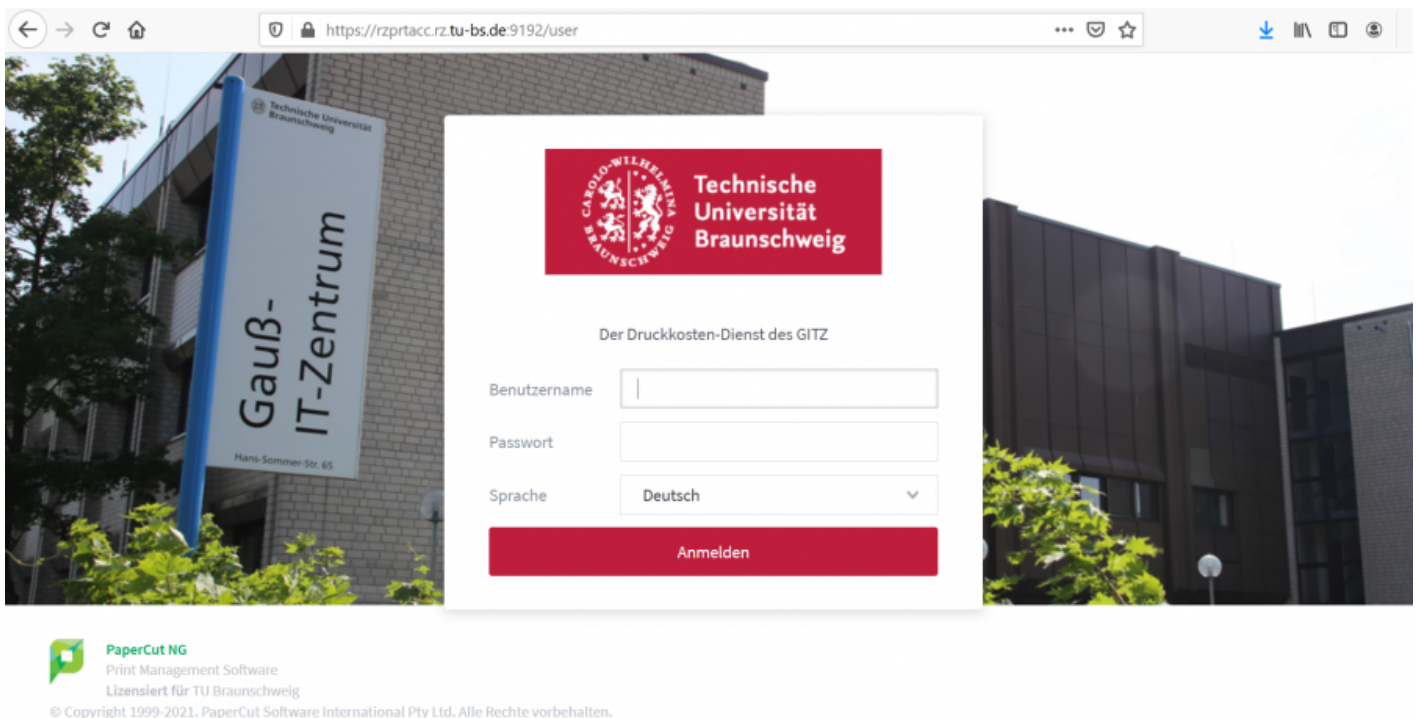 https://rzprtacc.rz.tu-bs.de:9192/user
Technische Universität
Braunschweig
Gauß-
IT-Zentrum
Hans-Sommer-Str. 65
CAROLO-WILHELMINA
BRAUNSCHWEIG
Technische
Universität
Braunschweig
Der Druckkosten-Dienst des GITZ
Benutzername
Passwort
Sprache
Deutsch
Anmelden
PaperCut NG
Print Management Software
Lizensiert für TU Braunschweig
© Copyright 1999-2021. PaperCut Software International Pty Ltd. Alle Rechte vorbehalten.